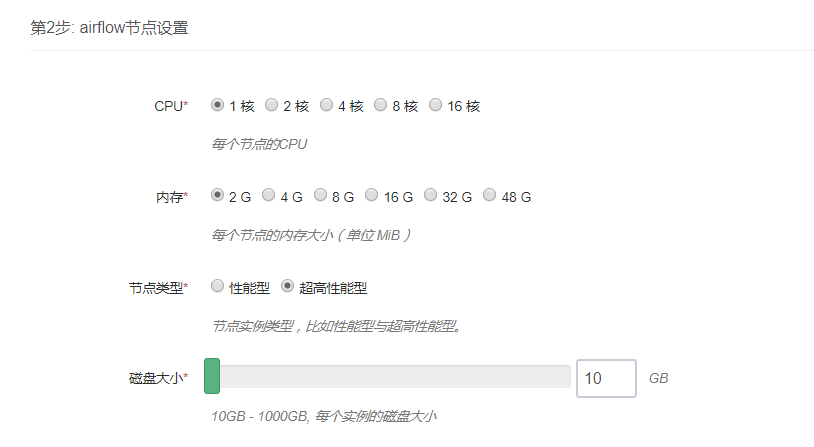 第2步: airflow节点设置
CPU* 1 核 2 核 4 核 8 核 16 核
每个节点的CPU
内存* 2 G 4 G 8 G 16 G 32 G 48 G
每个节点的内存大小（单位 MiB）
节点类型* 性能型 超高性能型
节点实例类型，比如性能型与超高性能型。
磁盘大小* 10 GB
10GB - 1000GB, 每个实例的磁盘大小